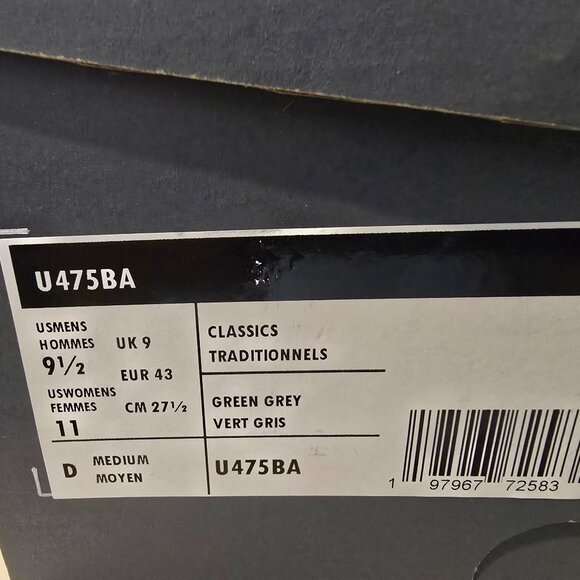 U475BA
USMENS
HOMMES UK 9
9½
EUR 43
USWOMENS
FEMMES CM 27½
11
D MEDIUM
MOYEN
CLASSICS
TRADITIONNELS
GREEN GREY
VERT GRIS
U475BA
1 97967 72583